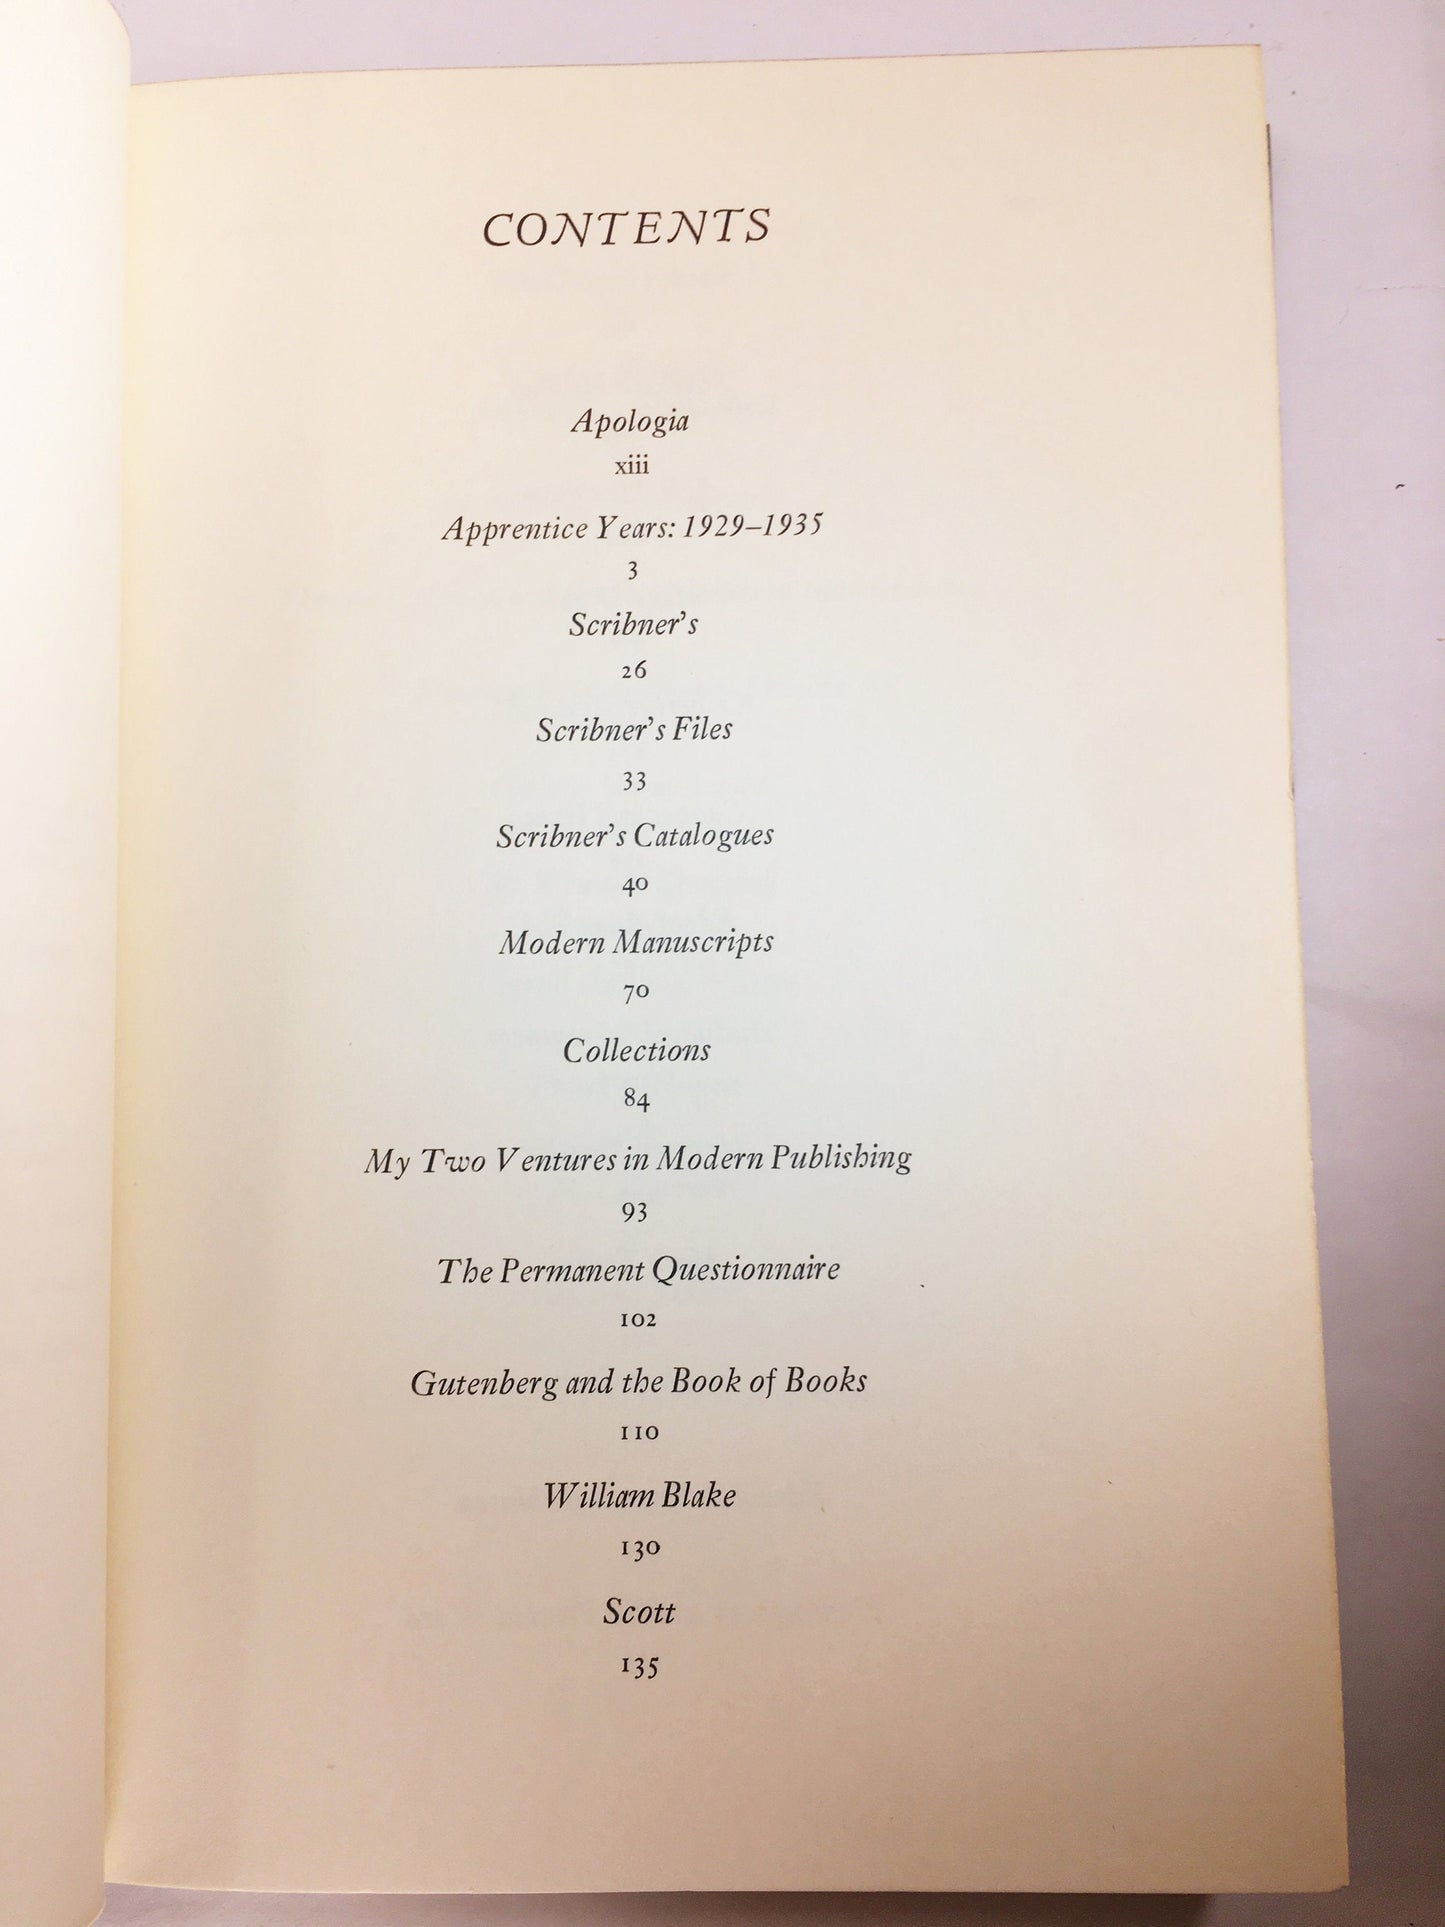 CONTENTS
Apologia
xiii
Apprentice Years: 1929–1935
3
Scribner's
26
Scribner's Files
33
Scribner's Catalogues
40
Modern Manuscripts
70
Collections
84
My Two Ventures in Modern Publishing
93
The Permanent Questionnaire
102
Gutenberg and the Book of Books
110
William Blake
130
Scott
135